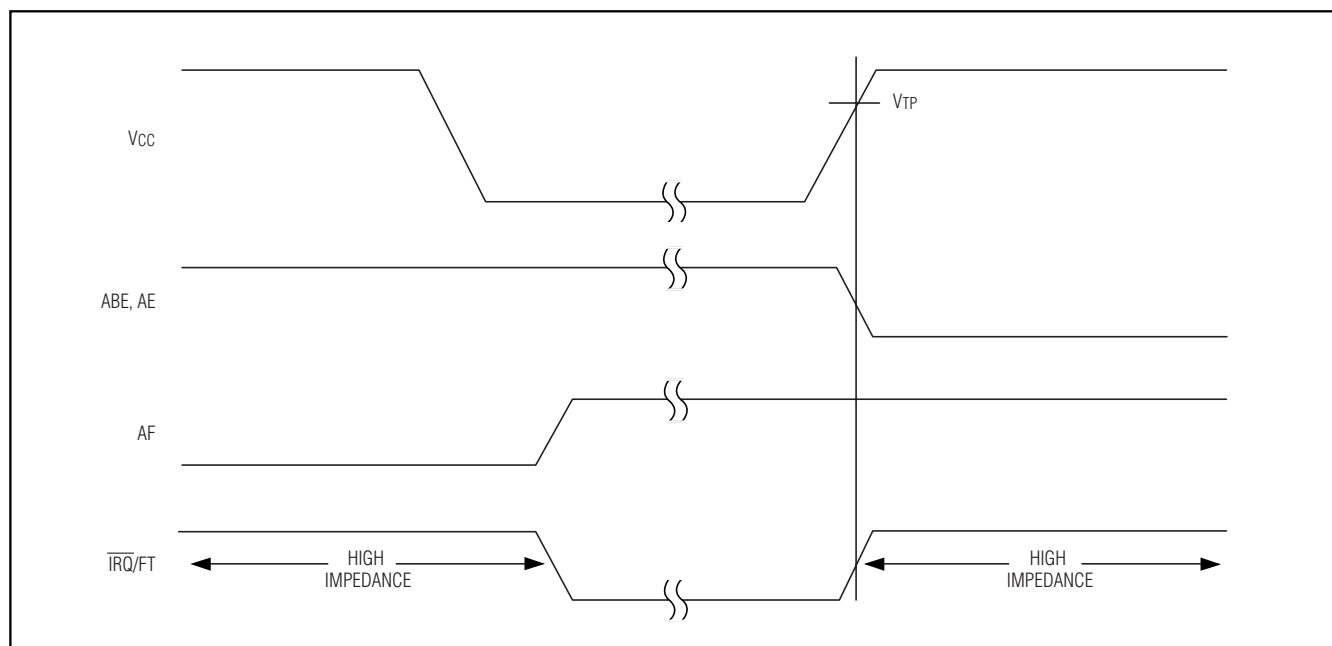 VCC
VTP
ABE, AE
AF
IRQ/FT
HIGH
IMPEDANCE
HIGH
IMPEDANCE